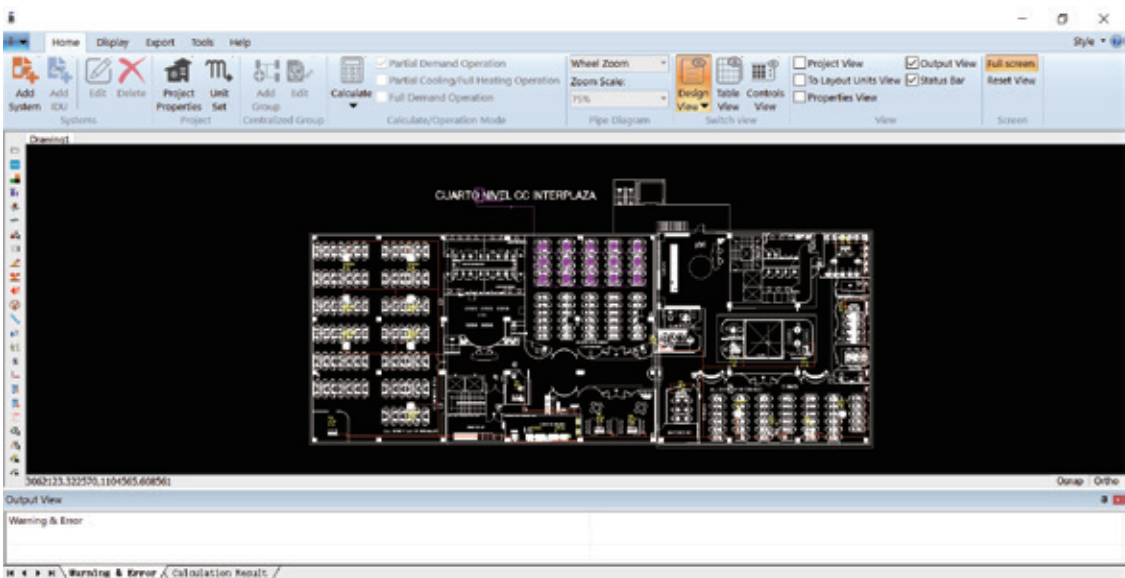 Home Display Export Tools Help
Style
Add System
Add IDU
Edit
Delete
Systems
Project Properties
Unit Set
Project
Add Group
Edit
Centralized Group
Calculate
Partial Demand Operation
Partial Cooling/Full Heating Operation
Full Demand Operation
Calculate/Operation Mode
Wheel Zoom
Zoom Scale:
75%
Pipe Diagram
Design View
Table View
Controls View
Switch view
Project View
To Layout Units View
Properties View
Output View
Status Bar
View
Full screen
Reset View
Screen
Drawing1
CUARTO NIVEL CC INTERPLAZA
3062123.322570,1104565.608561
Osnap Ortho
Output View
Warning & Error
Warning & Error / Calculation Result /